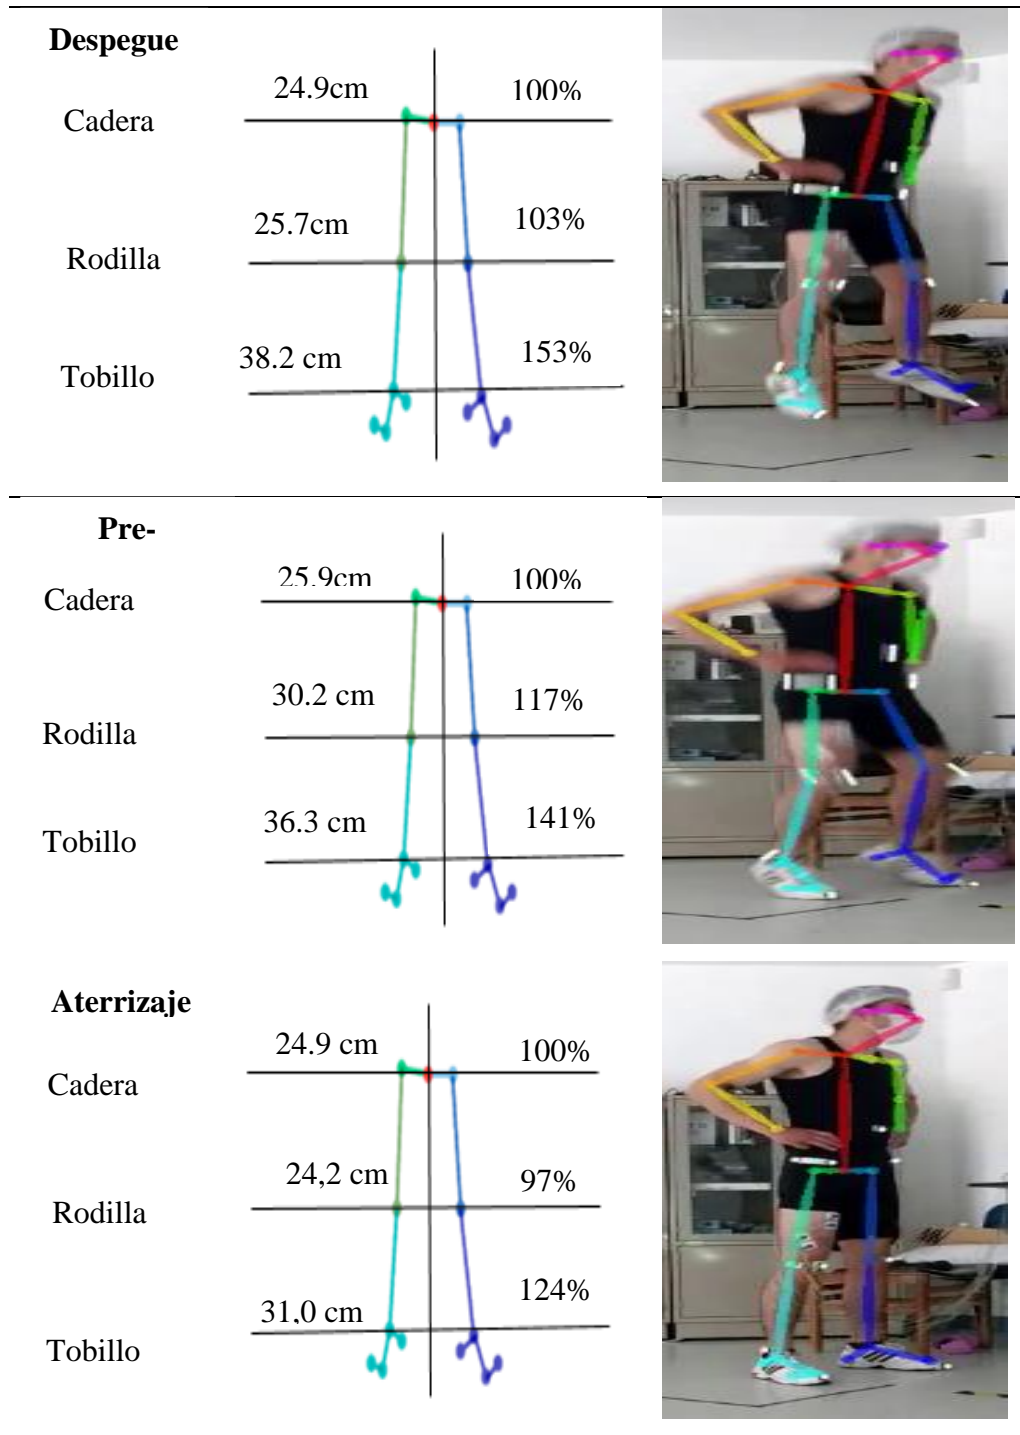 Despegue
24.9cm 100%
Cadera
25.7cm 103%
Rodilla
38.2 cm 153%
Tobillo
Pre-
25.9cm 100%
Cadera
30.2 cm 117%
Rodilla
36.3 cm 141%
Tobillo
Aterrizaje
24.9 cm 100%
Cadera
24,2 cm 97%
Rodilla
31,0 cm 124%
Tobillo